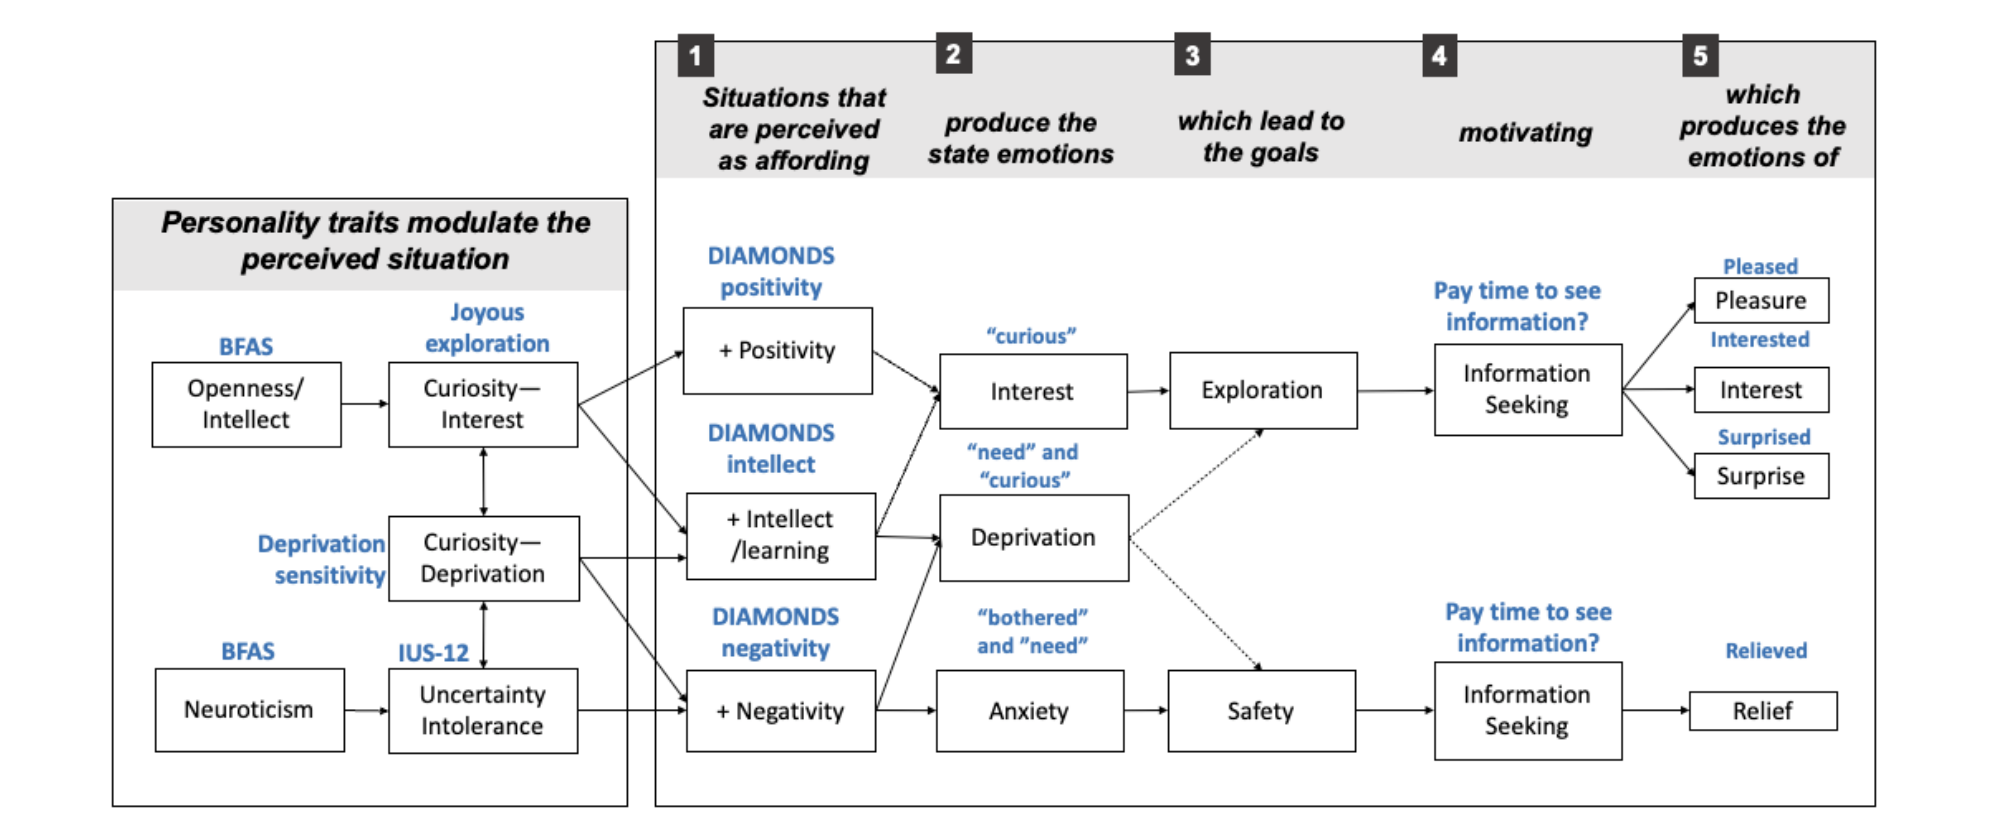 1
Situations that
are perceived
as affording
2
produce the
state emotions
3
which lead to
the goals
4
motivating
5
which
produces the
emotions of
Personality traits modulate the
perceived situation
BFAS
Openness/
Intellect
Joyous
exploration
Curiosity—
Interest
Deprivation
sensitivity
Curiosity—
Deprivation
BFAS
Neuroticism
IUS-12
Uncertainty
Intolerance
DIAMONDS
positivity
+ Positivity
DIAMONDS
intellect
+ Intellect
/learning
DIAMONDS
negativity
+ Negativity
“curious”
Interest
“need” and
“curious”
Deprivation
“bothered”
and ”need”
Anxiety
Exploration
Safety
Pay time to see
information?
Information
Seeking
Pay time to see
information?
Information
Seeking
Pleased
Pleasure
Interested
Interest
Surprised
Surprise
Relieved
Relief